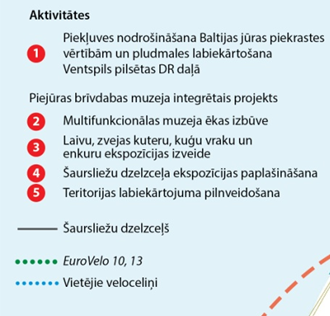 Aktivitātes
Piekļuves nodrošināšana Baltijas jūras piekrastes
1 vērtībām un pludmales labiekārtošana
Ventspils pilsētas DR daļā
Piejūras brīvdabas muzeja integrētais projekts
2 Multifunkcionālas muzeja ēkas izbūve
3 Laivu, zvejas kuteru, kuģu vraku un
enkuru ekspozīcijas izveide
4 Šaursliežu dzelzceļa ekspozīcijas paplašināšana
5 Teritorijas labiekārtojuma pilnveidošana
Šaursliežu dzelzceļš
EuroVelo 10, 13
Vietējie veloceliņi